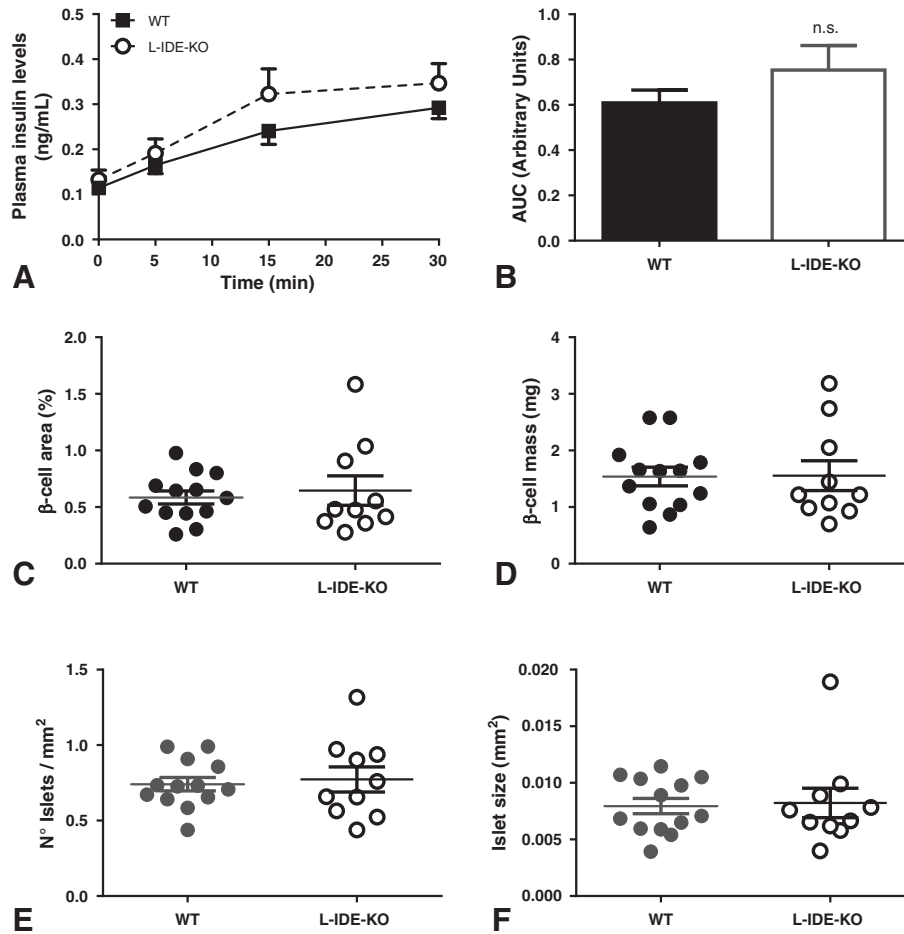 0.5
WT
L-IDE-KO
0.4
0.3
0.2
0.1
0.0
Plasma insulin levels
(ng/mL)
0 5 10 15 20 25 30
Time (min)
A
1.0
n.s.
0.8
0.6
0.4
0.2
0.0
AUC (Arbitrary Units)
WT L-IDE-KO
B
2.0
1.5
1.0
0.5
0.0
β-cell area (%)
WT L-IDE-KO
C
4
3
2
1
0
β-cell mass (mg)
WT L-IDE-KO
D
1.5
1.0
0.5
0.0
N° Islets / mm²
WT L-IDE-KO
E
0.020
0.015
0.010
0.005
0.000
Islet size (mm²)
WT L-IDE-KO
F